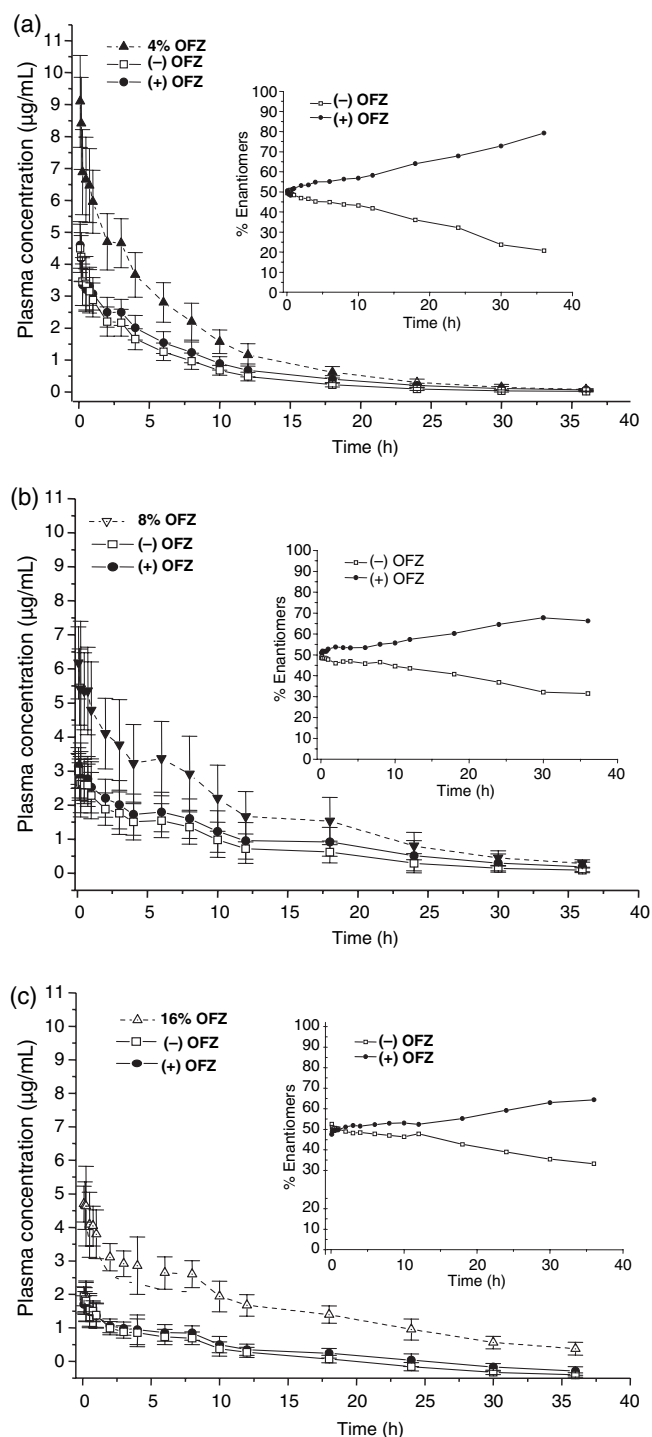 (a)
11
10
9
8
7
6
5
4
3
2
1
0
Plasma concentration (µg/mL)
4% OFZ
(−) OFZ
(+) OFZ
0 5 10 15 20 25 30 35 40
Time (h)
100
90
80
70
60
50
40
30
20
10
0
% Enantiomers
(−) OFZ
(+) OFZ
0 10 20 30 40
Time (h)
(b)
11
10
9
8
7
6
5
4
3
2
1
0
Plasma concentration (µg/mL)
8% OFZ
(−) OFZ
(+) OFZ
0 5 10 15 20 25 30 35 40
Time (h)
100
90
80
70
60
50
40
30
20
10
0
% Enantiomers
(−) OFZ
(+) OFZ
0 10 20 30 40
Time (h)
(c)
11
10
9
8
7
6
5
4
3
2
1
0
Plasma concentration (µg/mL)
16% OFZ
(−) OFZ
(+) OFZ
0 5 10 15 20 25 30 35 40
Time (h)
100
90
80
70
60
50
30
20
10
0
% Enantiomers
(−) OFZ
(+) OFZ
0 10 20 30 40
Time (h)